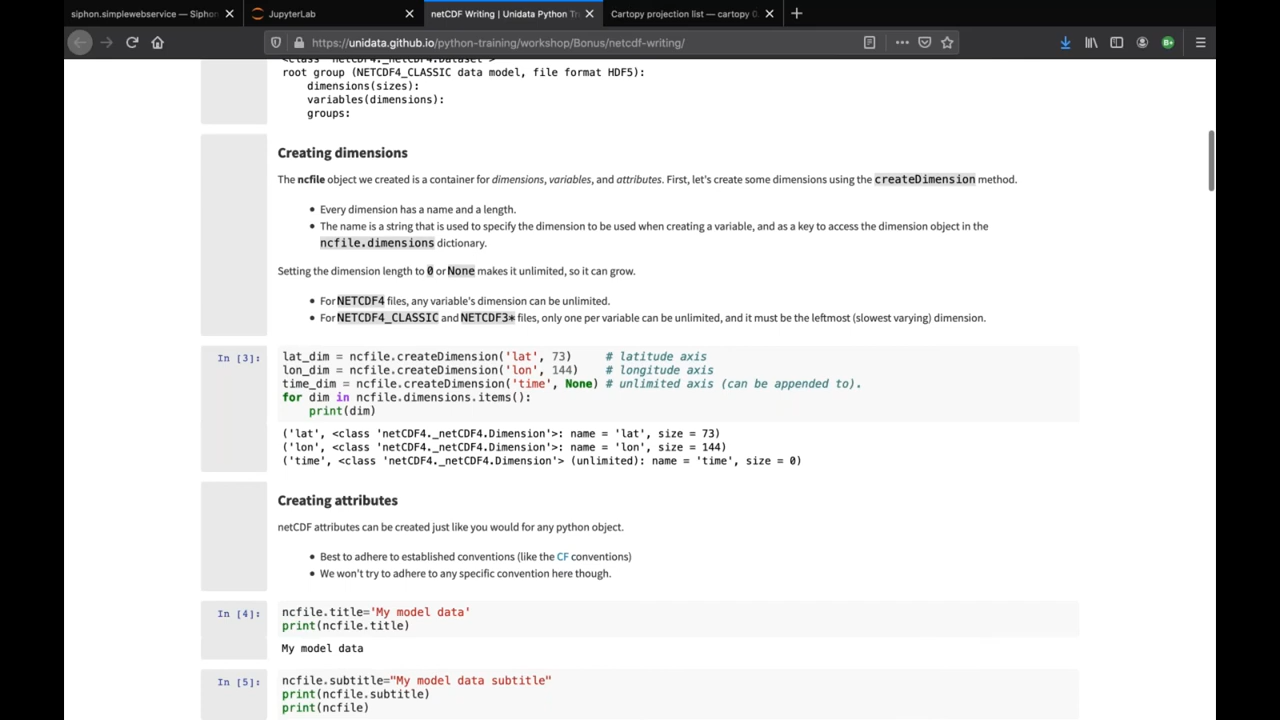 siphon.simplewebservice — Siphon
JupyterLab
netCDF Writing | Unidata Python Tr
Cartopy projection list — cartopy 0.
https://unidata.github.io/python-training/workshop/Bonus/netcdf-writing/
<class 'netCDF4._netCDF4.Dataset'>
root group (NETCDF4_CLASSIC data model, file format HDF5):
dimensions(sizes):
variables(dimensions):
groups:
Creating dimensions
The ncfile object we created is a container for dimensions, variables, and attributes. First, let's create some dimensions using the createDimension method.
• Every dimension has a name and a length.
• The name is a string that is used to specify the dimension to be used when creating a variable, and as a key to access the dimension object in the
ncfile.dimensions dictionary.
Setting the dimension length to 0 or None makes it unlimited, so it can grow.
• For NETCDF4 files, any variable's dimension can be unlimited.
• For NETCDF4_CLASSIC and NETCDF3* files, only one per variable can be unlimited, and it must be the leftmost (slowest varying) dimension.
In [3]:
lat_dim = ncfile.createDimension('lat', 73) # latitude axis
lon_dim = ncfile.createDimension('lon', 144) # longitude axis
time_dim = ncfile.createDimension('time', None) # unlimited axis (can be appended to).
for dim in ncfile.dimensions.items():
print(dim)
('lat', <class 'netCDF4._netCDF4.Dimension'>: name = 'lat', size = 73)
('lon', <class 'netCDF4._netCDF4.Dimension'>: name = 'lon', size = 144)
('time', <class 'netCDF4._netCDF4.Dimension'> (unlimited): name = 'time', size = 0)
Creating attributes
netCDF attributes can be created just like you would for any python object.
• Best to adhere to established conventions (like the CF conventions)
• We won't try to adhere to any specific convention here though.
In [4]:
ncfile.title='My model data'
print(ncfile.title)
My model data
In [5]:
ncfile.subtitle="My model data subtitle"
print(ncfile.subtitle)
print(ncfile)